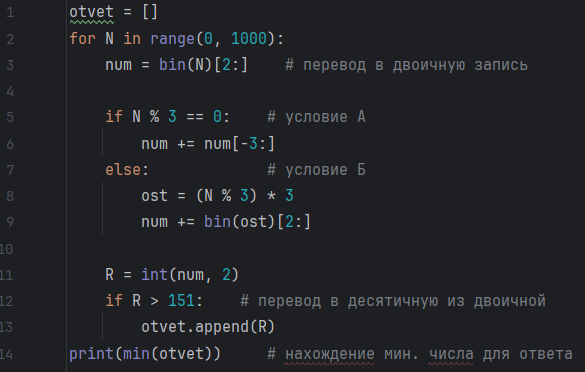 1 otvet = []
2 for N in range(0, 1000):
3 num = bin(N)[2:] # перевод в двоичную запись
4
5 if N % 3 == 0: # условие А
6 num += num[-3:]
7 else: # условие Б
8 ost = (N % 3) * 3
9 num += bin(ost)[2:]
10
11 R = int(num, 2)
12 if R > 151: # перевод в десятичную из двоичной
13 otvet.append(R)
14 print(min(otvet)) # нахождение мин. числа для ответа